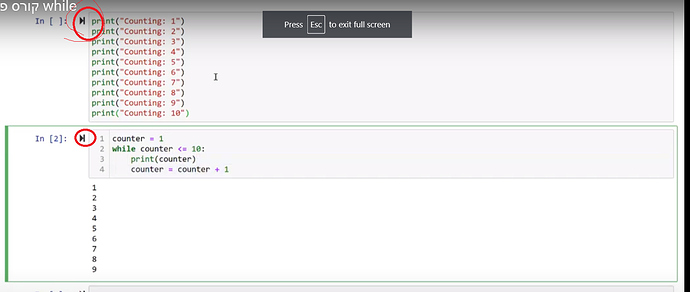 קורס פ while
Press Esc to exit full screen
In [ ]:
print("Counting: 1")
print("Counting: 2")
print("Counting: 3")
print("Counting: 4")
print("Counting: 5")
print("Counting: 6")
print("Counting: 7")
print("Counting: 8")
print("Counting: 9")
print("Counting: 10")
In [2]:
1 counter = 1
2 while counter <= 10:
3 print(counter)
4 counter = counter + 1
1
2
3
4
5
6
7
8
9